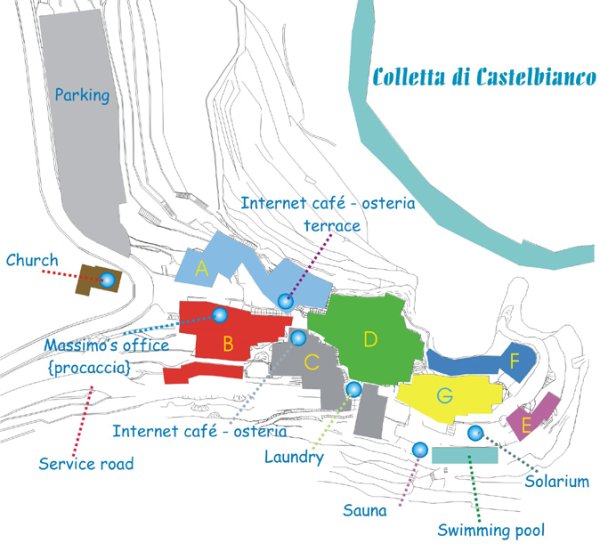 Colletta di Castelbianco
Parking
Internet café - osteria
terrace
Church
A
Massimo's office
{procaccia}
B
C
D
F
G
E
Internet café - osteria
Laundry
Service road
Sauna
Solarium
Swimming pool